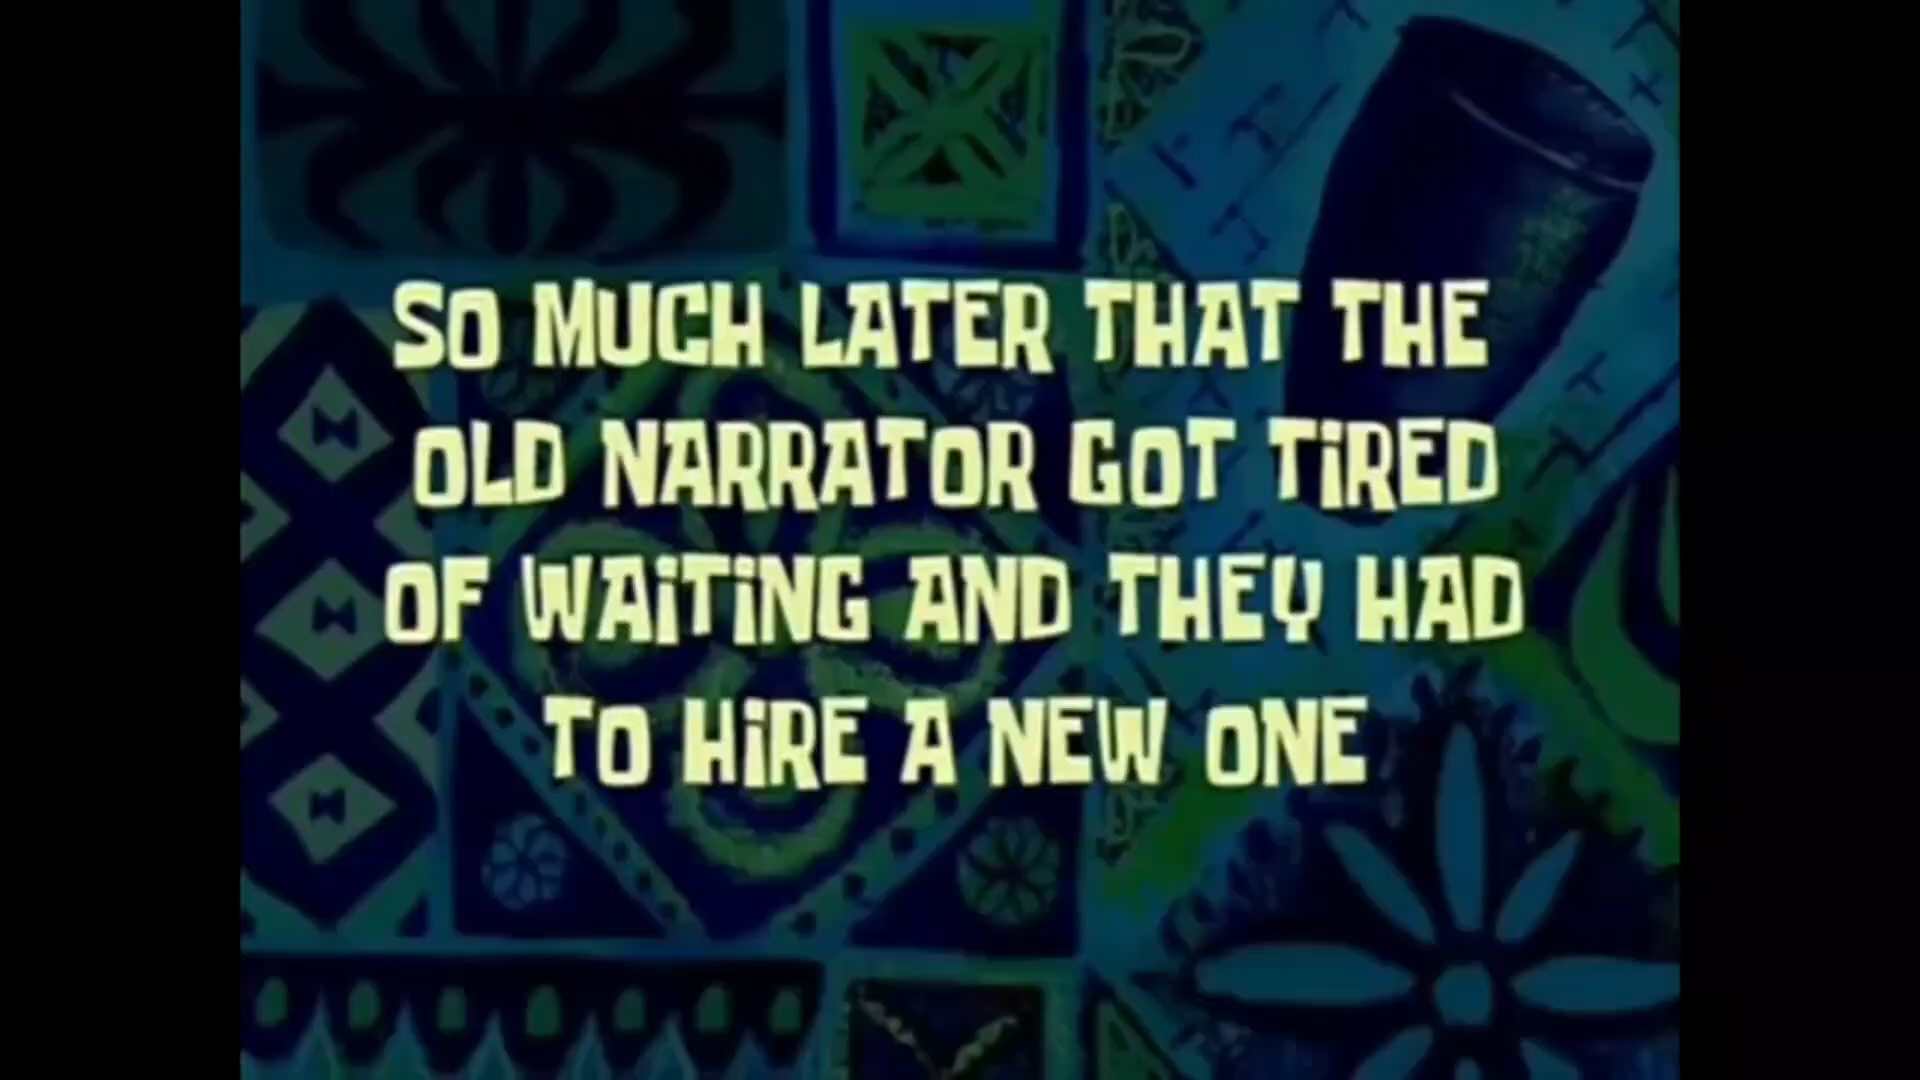 SO MUCH LATER THAT THE
OLD NARRATOR GOT TiRED
OF WAiTiNG AND THEY HAD
TO HiRE A NEW ONE